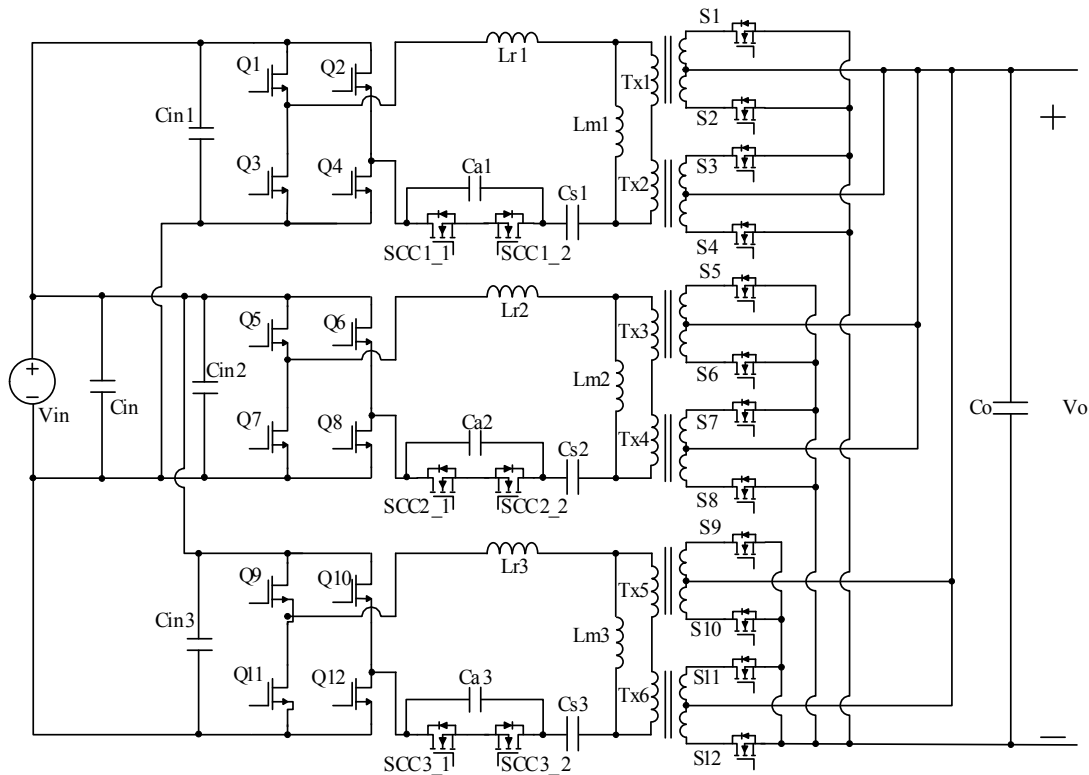 S1
Q1
Q2
Lr1
Tx1
Cin1
Lm1
S2
Q3
Q4
Ca1
Cs1
Tx2
S3
SCC1_1
SCC1_2
S4
S5
Q5
Q6
Lr2
Tx3
Vin
Cin
Cin2
Lm2
S6
Co
Vo
+
−
Q7
Q8
Ca2
Cs2
Tx4
S7
SCC2_1
SCC2_2
S8
S9
Q9
Q10
Lr3
Tx5
Cin3
Lm3
S10
Q11
Q12
Ca3
Cs3
Tx6
S11
SCC3_1
SCC3_2
S12